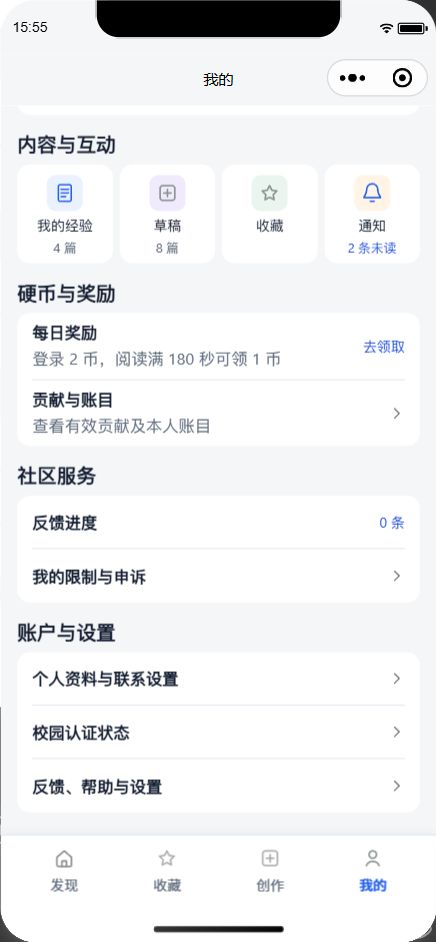 15:55
我的
内容与互动
我的经验
4 篇
草稿
8 篇
收藏
通知
2 条未读
硬币与奖励
每日奖励
登录 2 币，阅读满 180 秒可领 1 币
去领取
贡献与账目
查看有效贡献及本人账目
社区服务
反馈进度
0 条
我的限制与申诉
账户与设置
个人资料与联系设置
校园认证状态
反馈、帮助与设置
发现
收藏
创作
我的